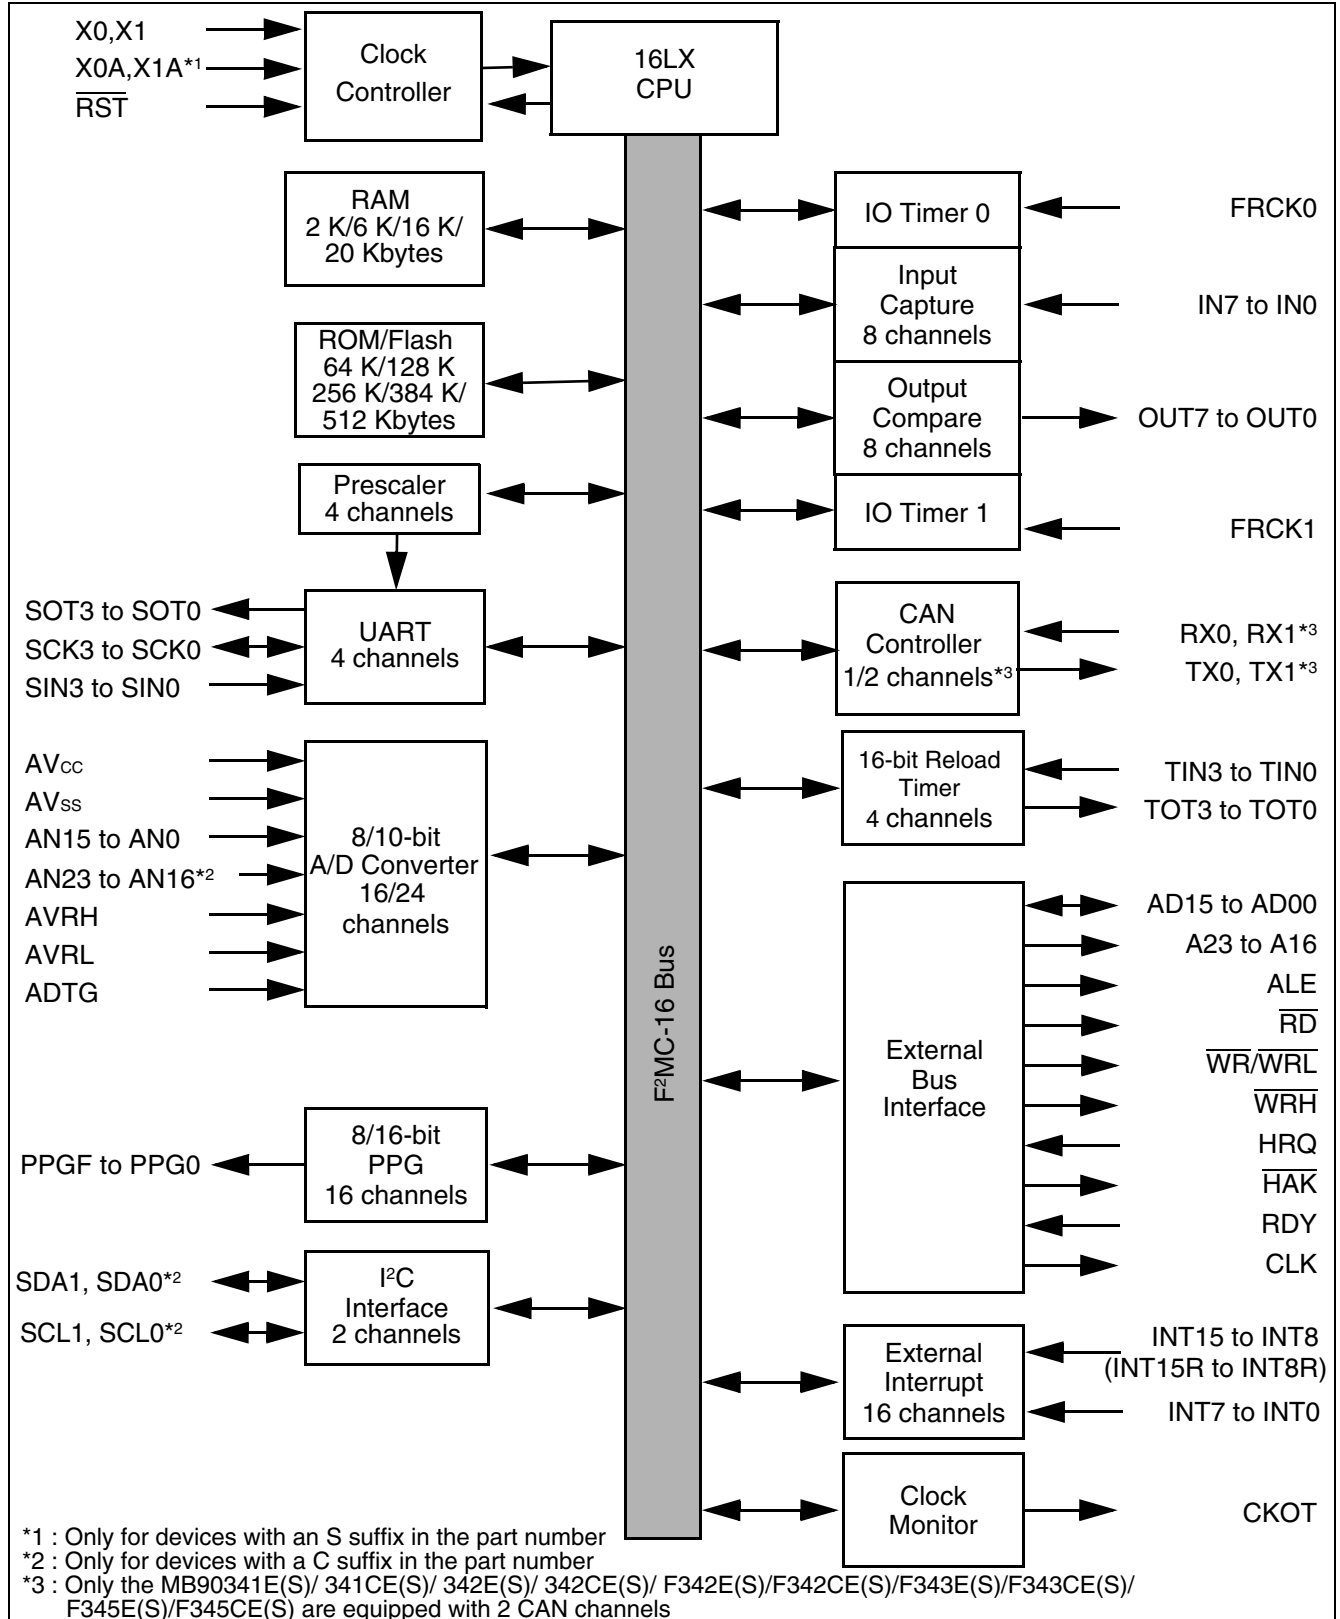 X0,X1
X0A,X1A*1
RST
Clock
Controller
16LX
CPU
RAM
2 K/6 K/16 K/
20 Kbytes
ROM/Flash
64 K/128 K
256 K/384 K/
512 Kbytes
Prescaler
4 channels
SOT3 to SOT0
SCK3 to SCK0
SIN3 to SIN0
UART
4 channels
AVCC
AVSS
AN15 to AN0
AN23 to AN16*2
AVRH
AVRL
ADTG
8/10-bit
A/D Converter
16/24
channels
PPGF to PPG0
8/16-bit
PPG
16 channels
SDA1, SDA0*2
SCL1, SCL0*2
I2C
Interface
2 channels
F2MC-16 Bus
IO Timer 0
FRCK0
Input
Capture
8 channels
IN7 to IN0
Output
Compare
8 channels
OUT7 to OUT0
IO Timer 1
FRCK1
CAN
Controller
1/2 channels*3
RX0, RX1*3
TX0, TX1*3
16-bit Reload
Timer
4 channels
TIN3 to TIN0
TOT3 to TOT0
External
Bus
Interface
AD15 to AD00
A23 to A16
ALE
RD
WR/WRL
WRH
HRQ
HAK
RDY
CLK
External
Interrupt
16 channels
INT15 to INT8
(INT15R to INT8R)
INT7 to INT0
Clock
Monitor
CKOT
*1 : Only for devices with an S suffix in the part number
*2 : Only for devices with a C suffix in the part number
*3 : Only the MB90341E(S)/ 341CE(S)/ 342E(S)/ 342CE(S)/ F342E(S)/F342CE(S)/F343E(S)/F343CE(S)/
F345E(S)/F345CE(S) are equipped with 2 CAN channels